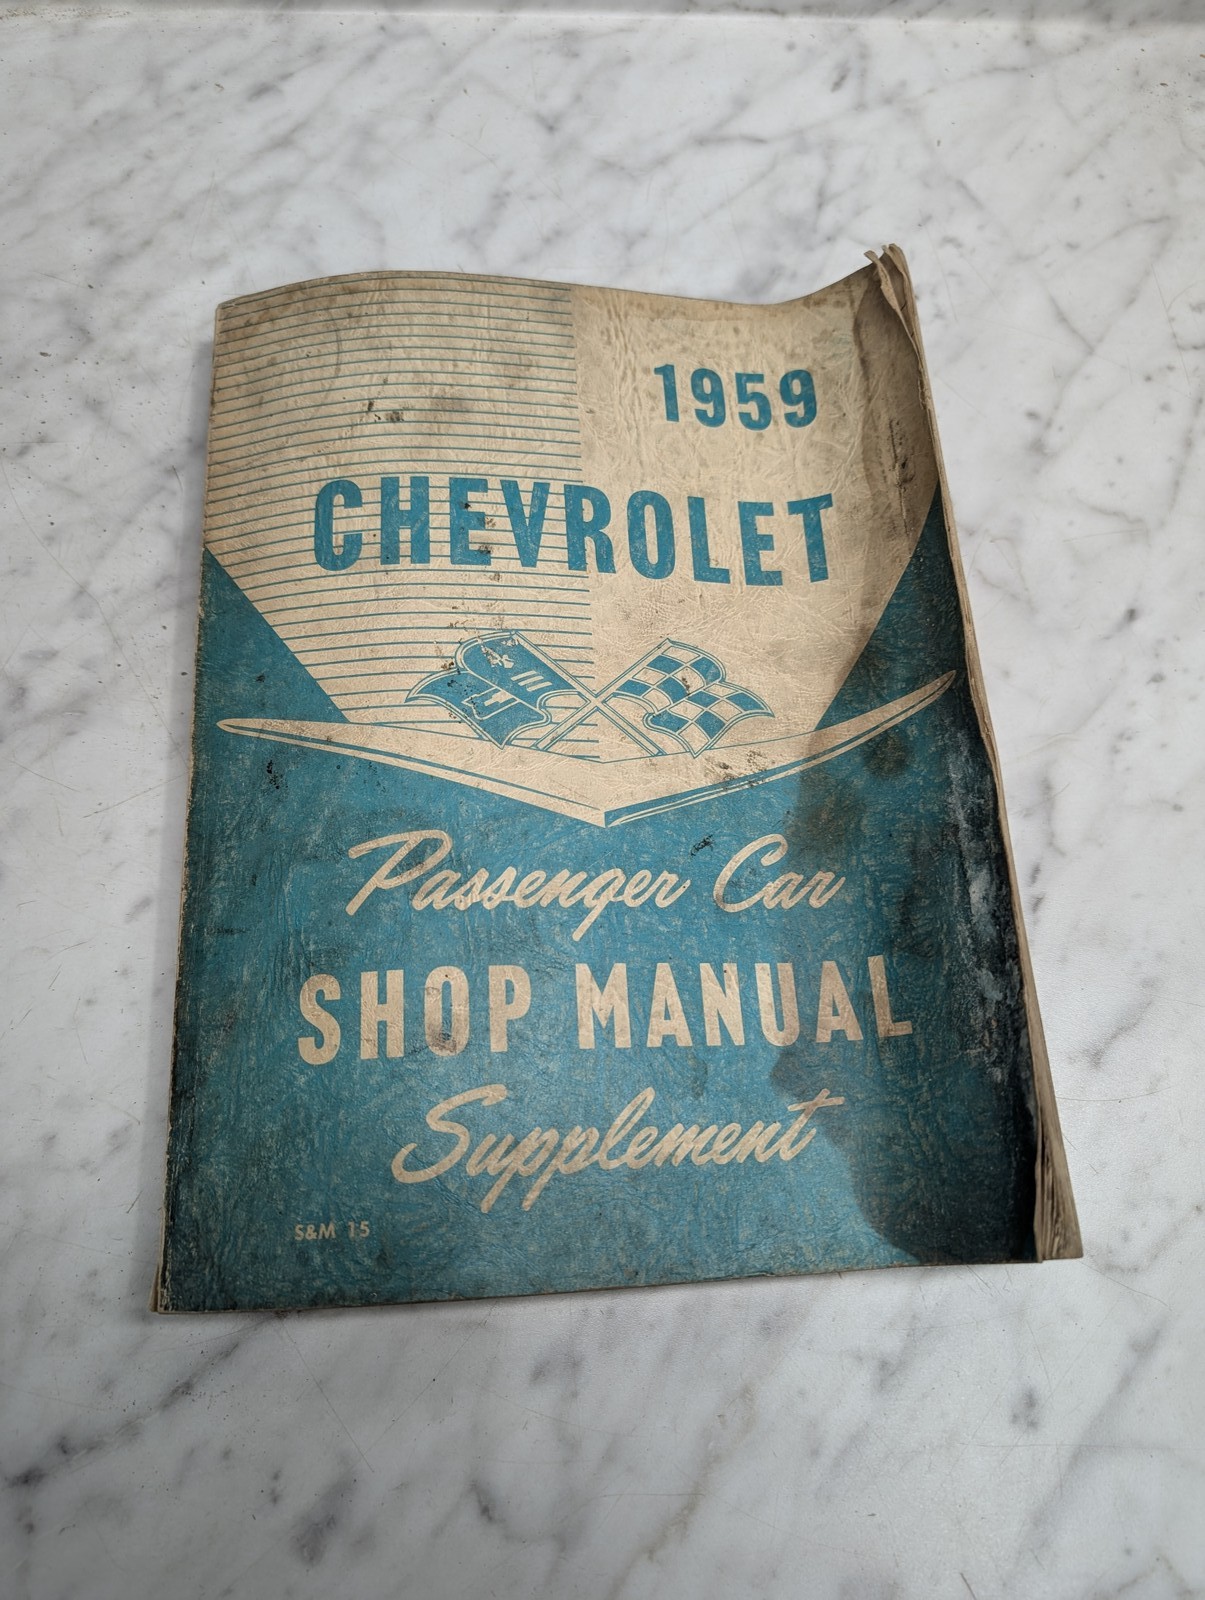 1959
CHEVROLET
Passenger Car
SHOP MANUAL
Supplement
S&M 15